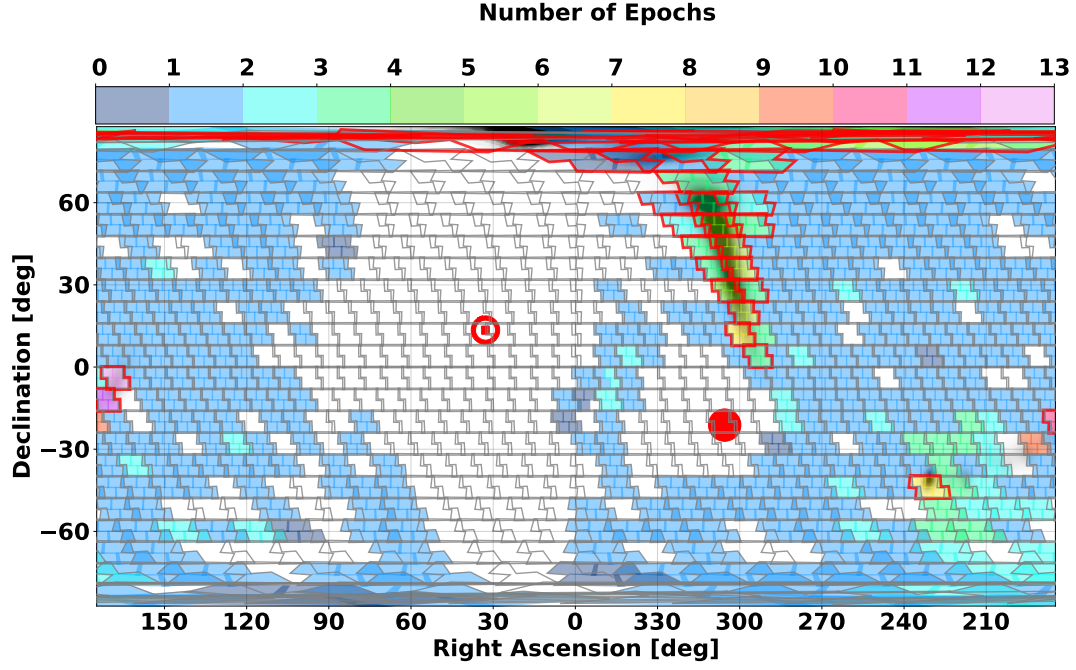 Number of Epochs
0 1 2 3 4 5 6 7 8 9 10 11 12 13
Declination [deg]
60
30
0
−30
−60
150 120 90 60 30 0 330 300 270 240 210
Right Ascension [deg]